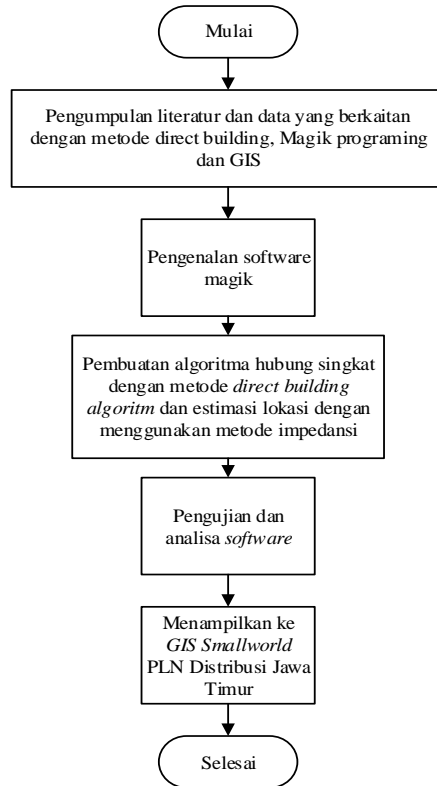 Mulai
Pengumpulan literatur dan data yang berkaitan
dengan metode direct building, Magik programing
dan GIS
Pengenalan software
magik
Pembuatan algoritma hubung singkat
dengan metode direct building
algoritm dan estimasi lokasi dengan
menggunakan metode impedansi
Pengujian dan
analisa software
Menampilkan ke
GIS Smallworld
PLN Distribusi Jawa
Timur
Selesai